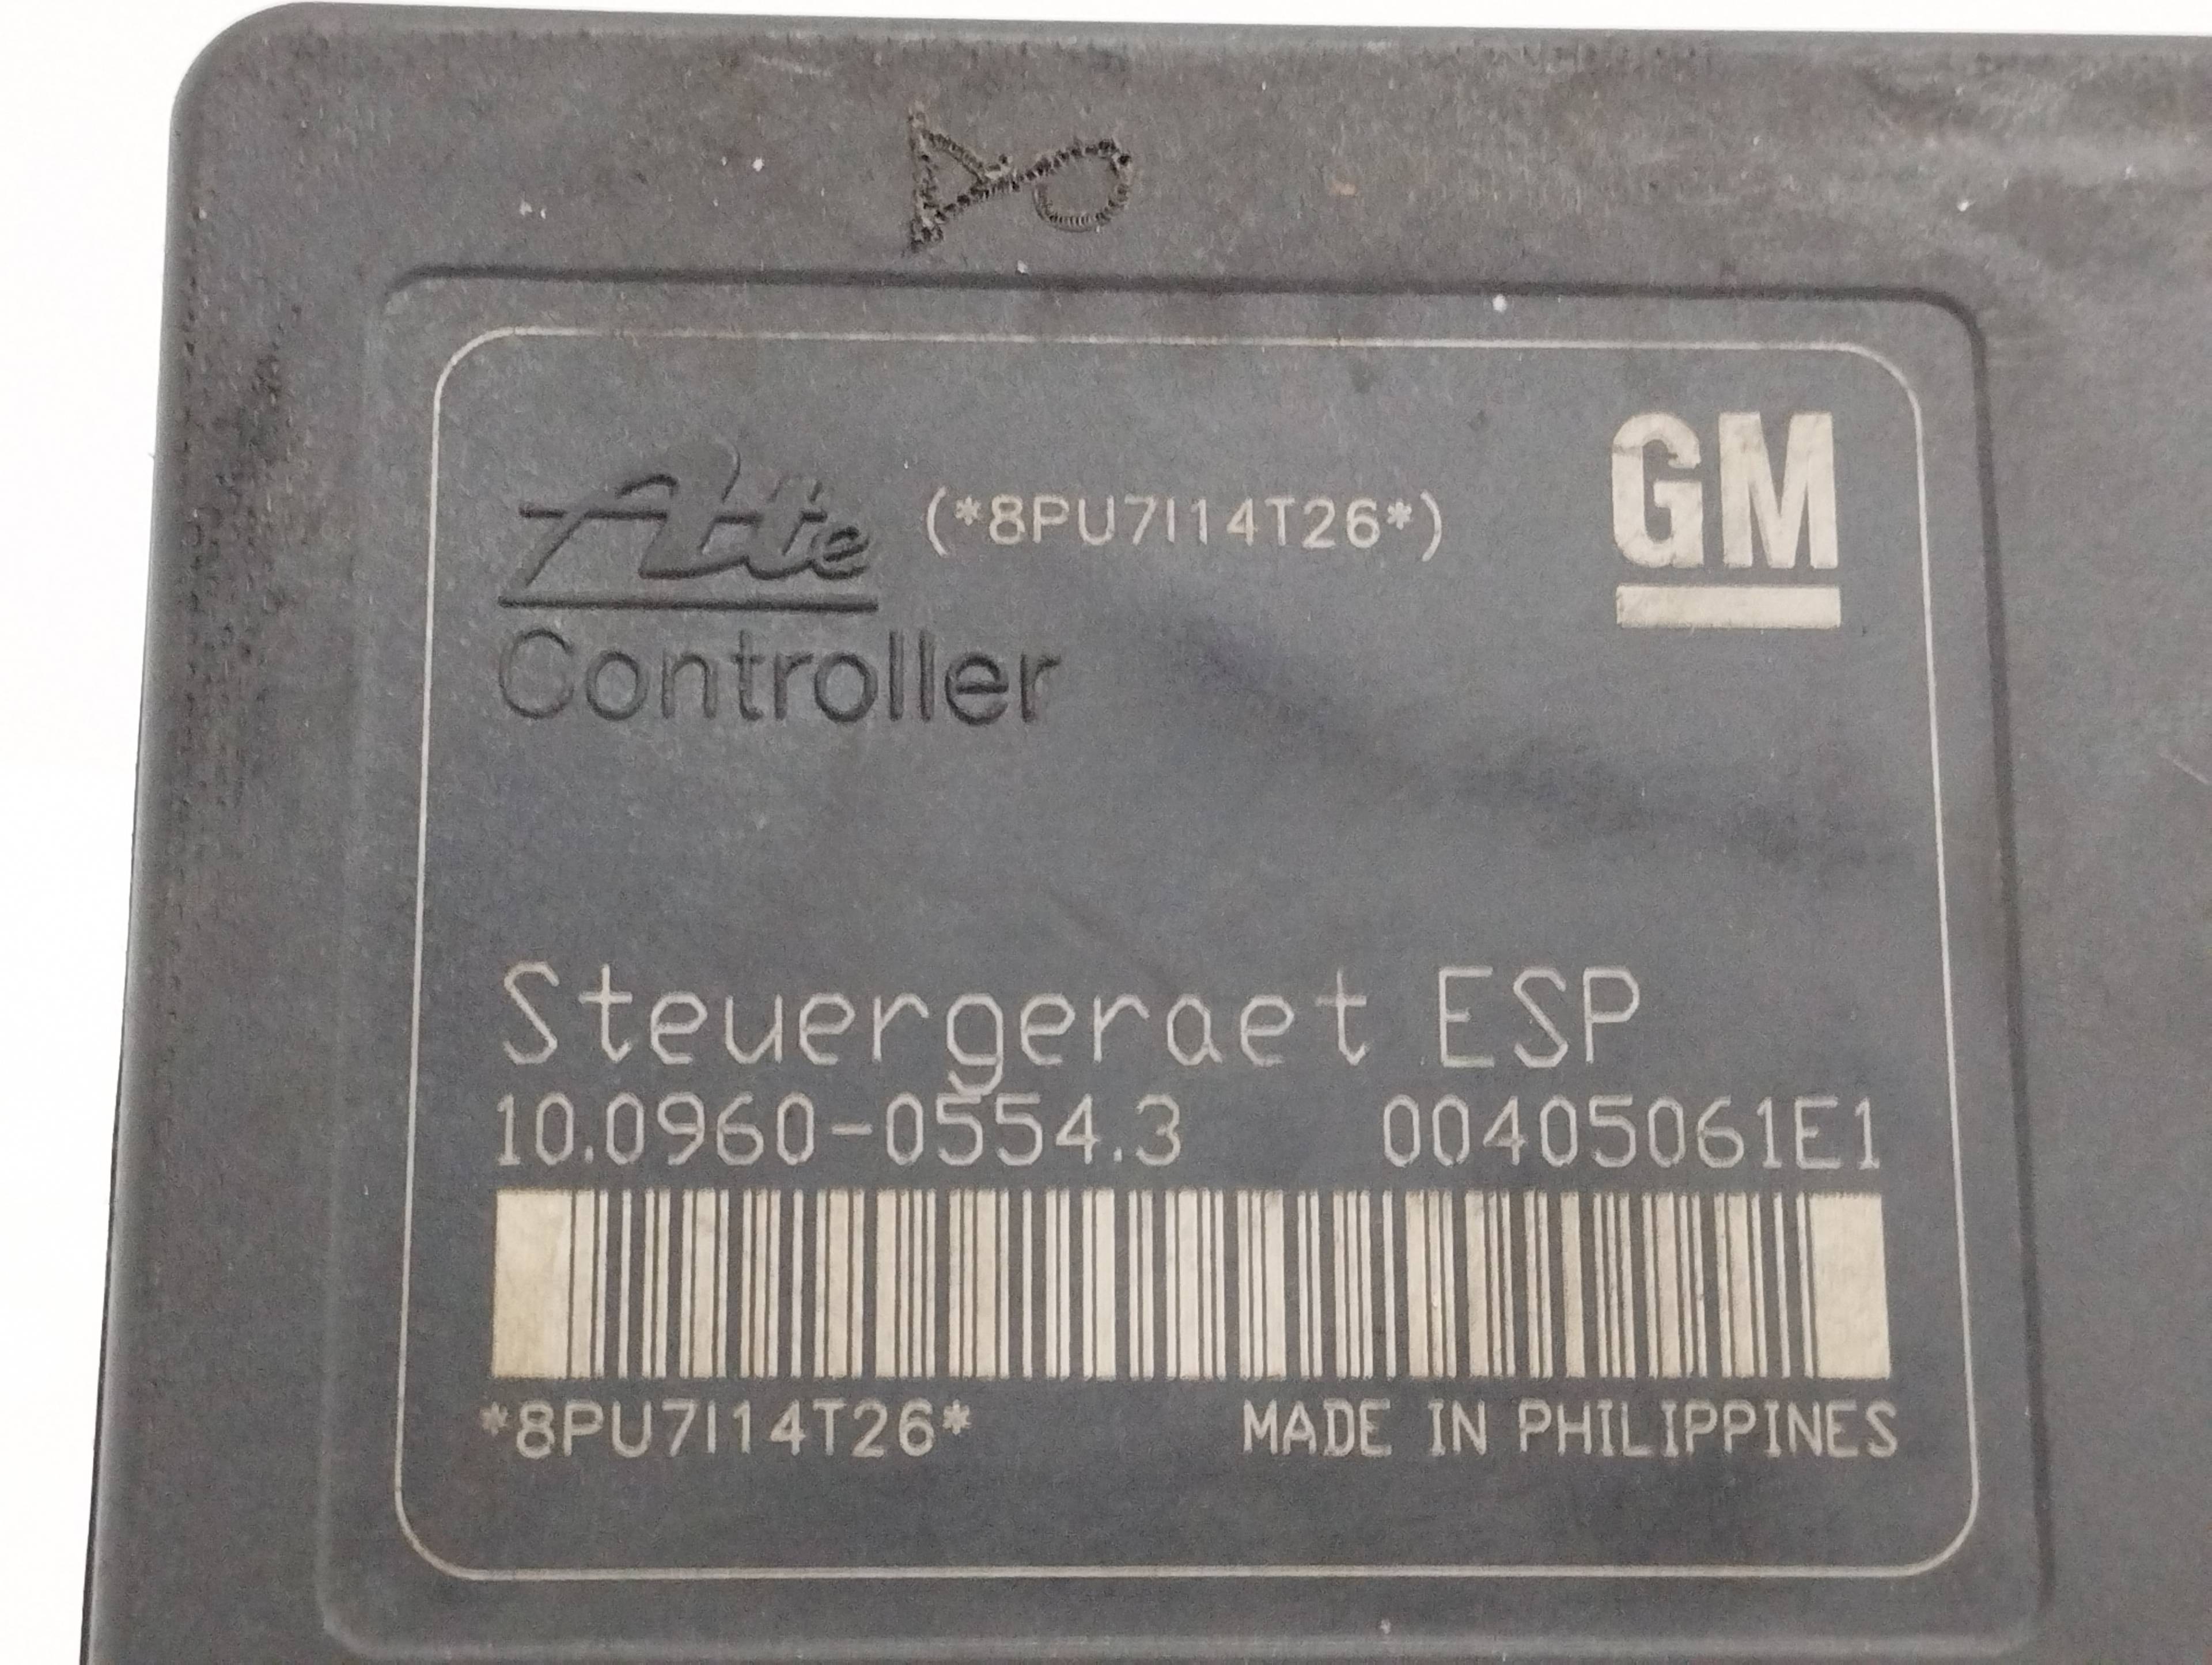 Ate (*8PU7I14T26*) GM
Controller
Steuergeraet ESP
10.0960-0554.3 00405061E1
*8PU7I14T26* MADE IN PHILIPPINES